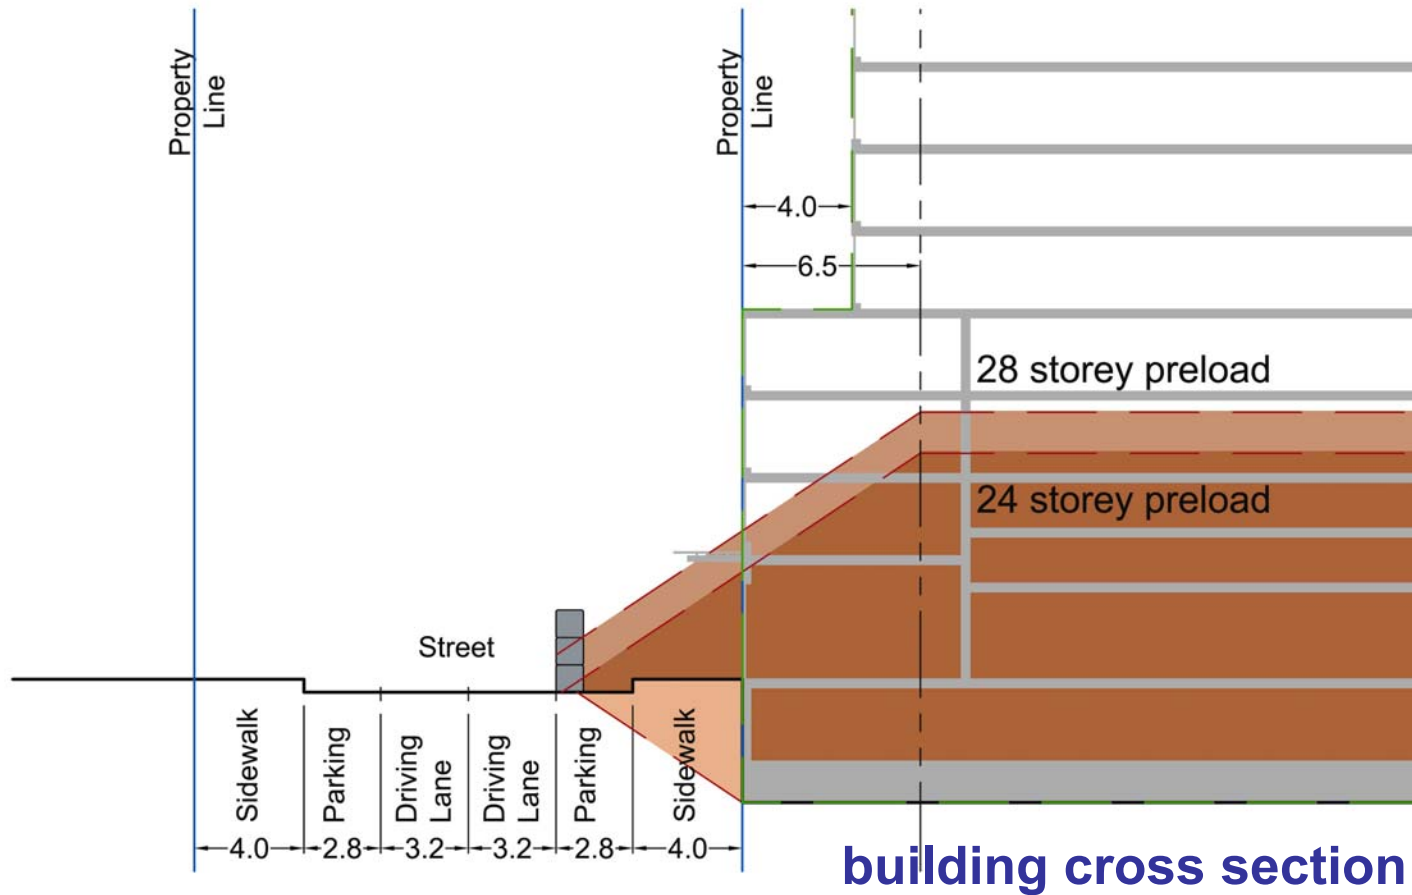 Property
Line
Property
Line
4.0
6.5
28 storey preload
24 storey preload
Street
Sidewalk
Parking
Driving
Lane
Driving
Lane
Parking
Sidewalk
4.0
2.8
3.2
3.2
2.8
4.0
building cross section